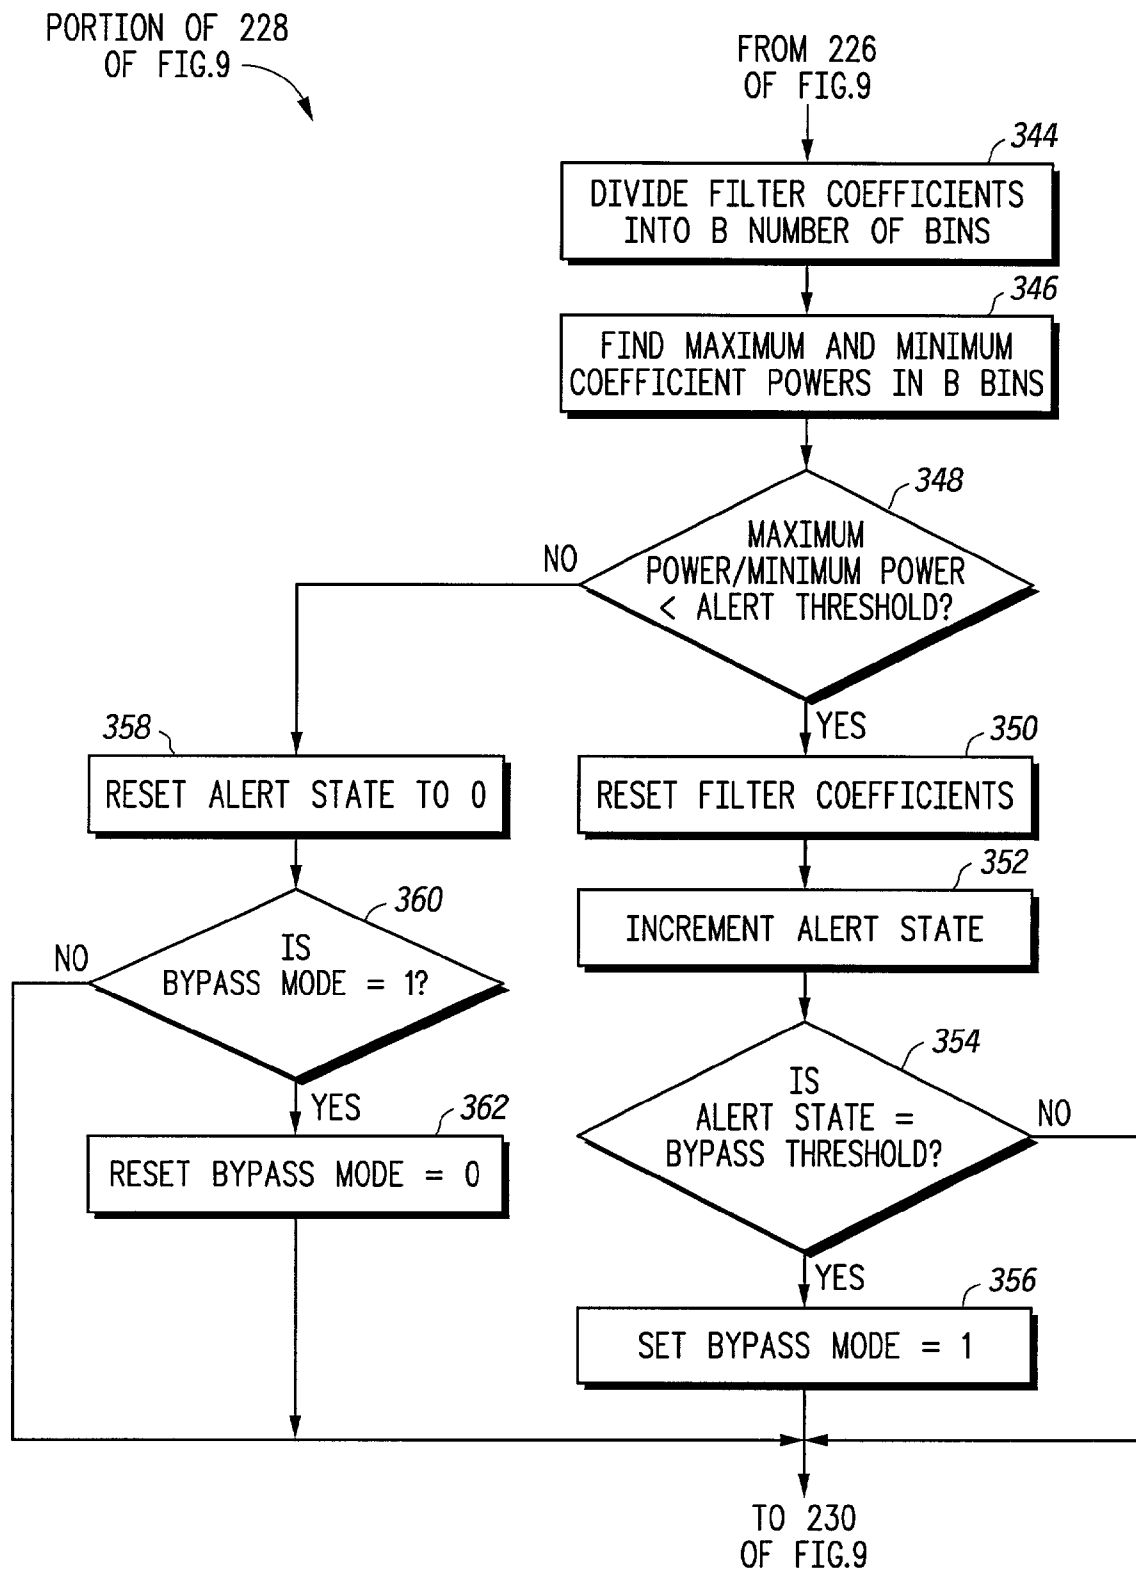 PORTION OF 228
OF FIG.9
FROM 226
OF FIG.9
344
DIVIDE FILTER COEFFICIENTS
INTO B NUMBER OF BINS
346
FIND MAXIMUM AND MINIMUM
COEFFICIENT POWERS IN B BINS
348
MAXIMUM
POWER/MINIMUM POWER
< ALERT THRESHOLD?
NO
YES
358
RESET ALERT STATE TO 0
350
RESET FILTER COEFFICIENTS
352
INCREMENT ALERT STATE
360
IS
BYPASS MODE = 1?
NO
YES
362
RESET BYPASS MODE = 0
354
IS
ALERT STATE =
BYPASS THRESHOLD?
NO
YES
356
SET BYPASS MODE = 1
TO 230
OF FIG.9